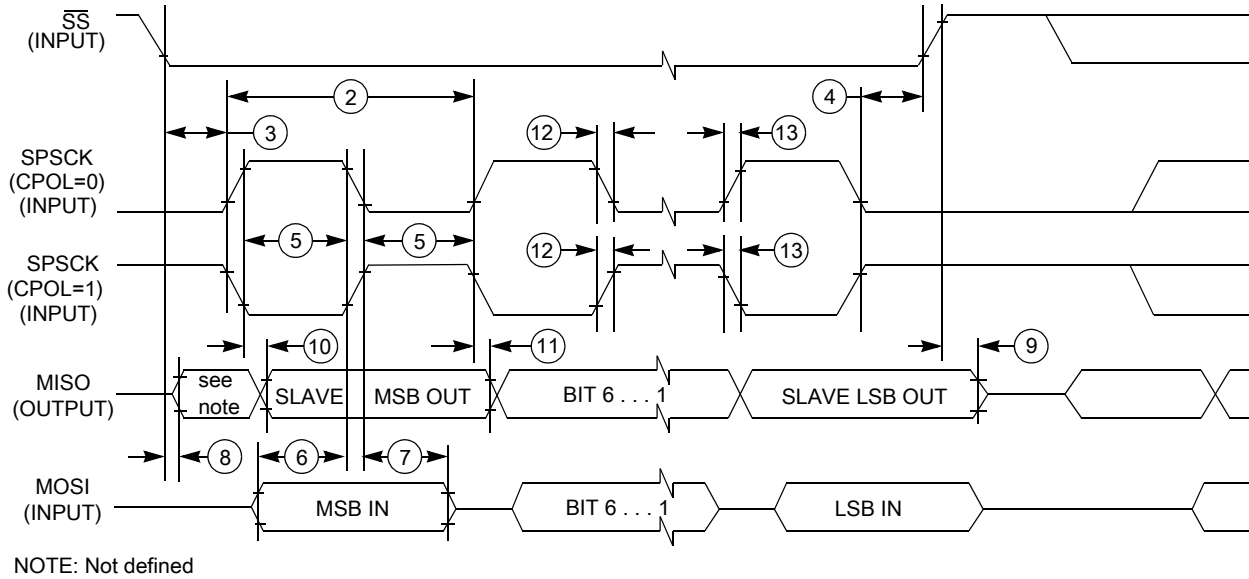 SS
(INPUT)
2
4
3
12
13
SPSCK
(CPOL=0)
(INPUT)
5
5
SPSCK
(CPOL=1)
(INPUT)
12
13
10
11
9
MISO
(OUTPUT)
see
note
SLAVE
MSB OUT
BIT 6 . . . 1
SLAVE LSB OUT
8
6
7
MOSI
(INPUT)
MSB IN
BIT 6 . . . 1
LSB IN
NOTE: Not defined